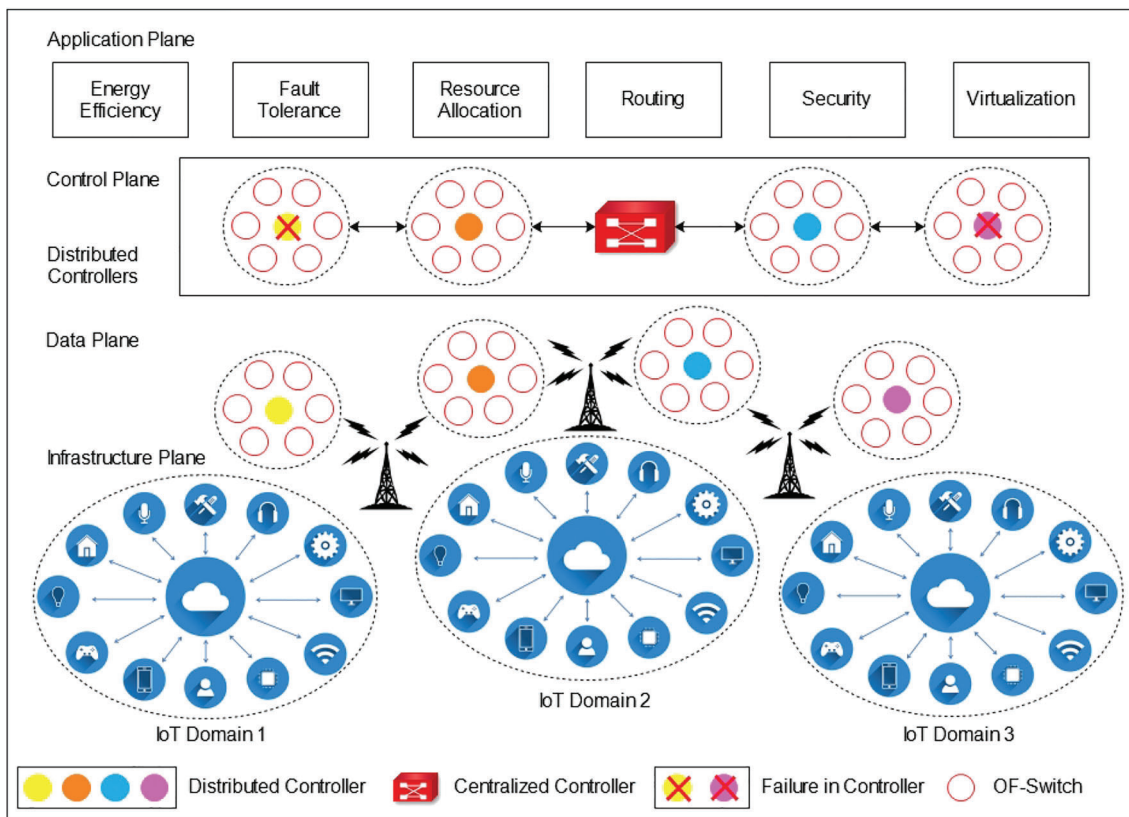 Application Plane
Energy
Efficiency
Fault
Tolerance
Resource
Allocation
Routing
Security
Virtualization
Control Plane
Distributed
Controllers
Data Plane
Infrastructure Plane
IoT Domain 1
IoT Domain 2
IoT Domain 3
Distributed Controller
Centralized Controller
Failure in Controller
OF-Switch